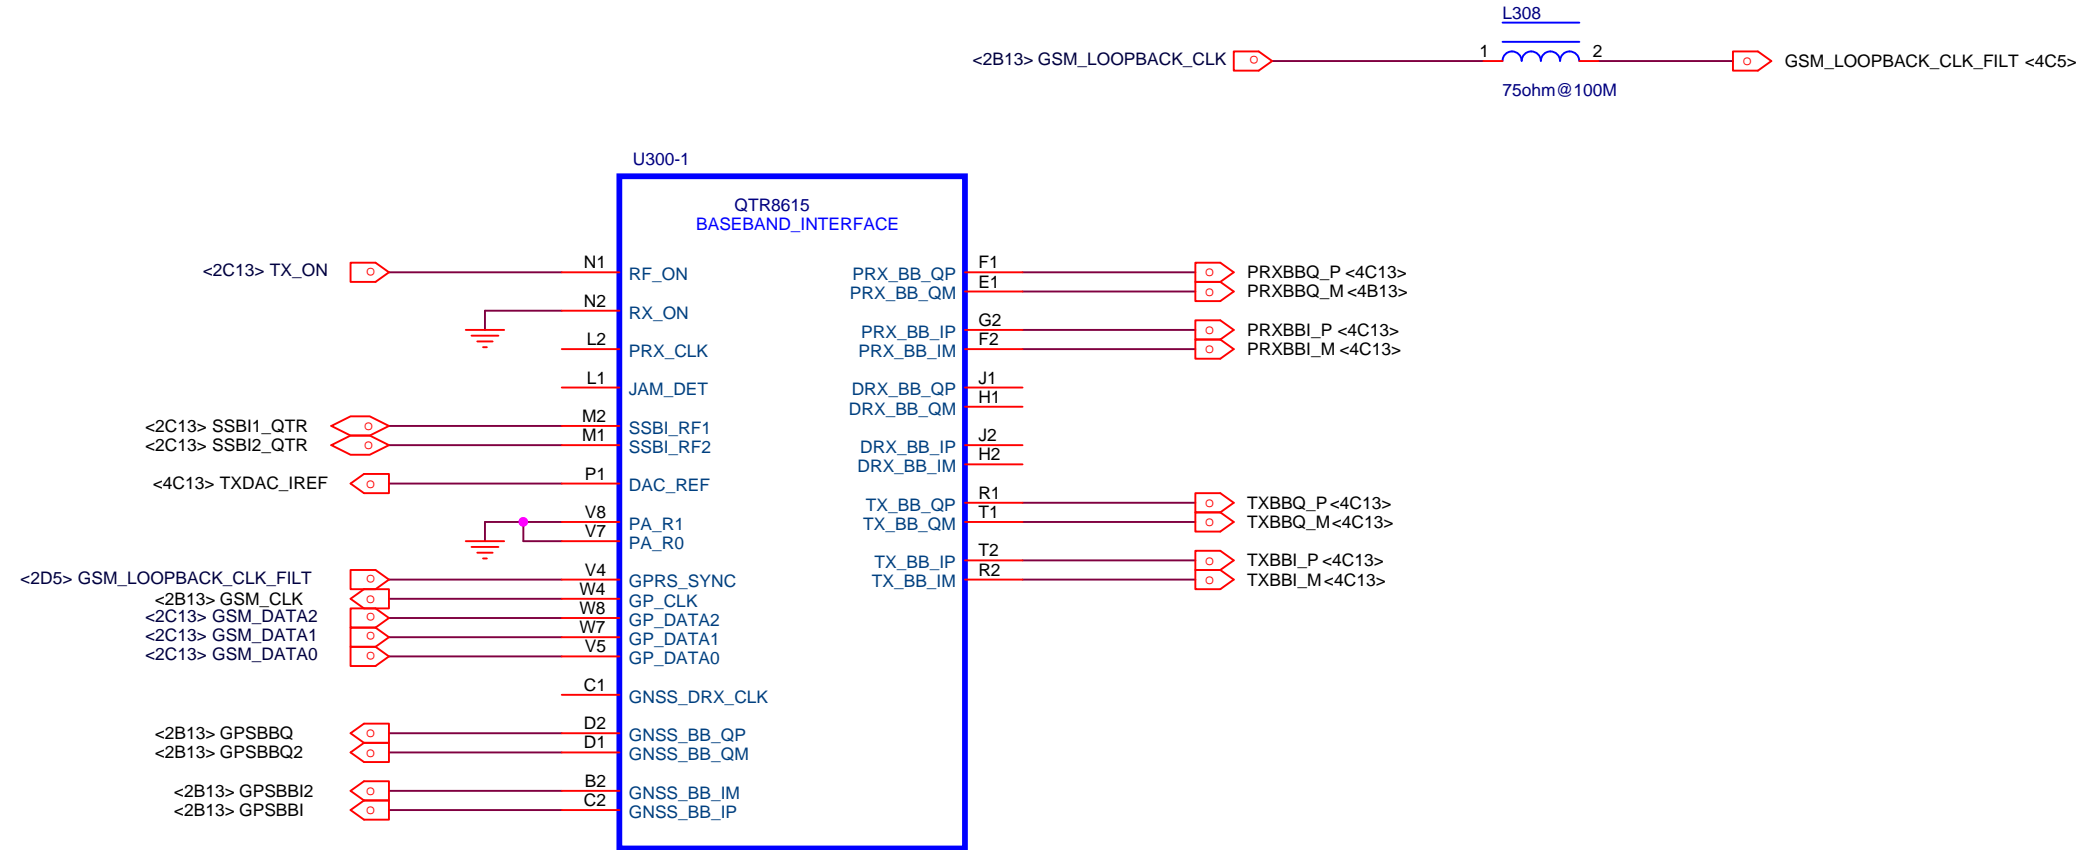 L308
<2B13> GSM_LOOPBACK_CLK 1 2 GSM_LOOPBACK_CLK_FILT <4C5>
75ohm@100M
U300-1
QTR8615
BASEBAND_INTERFACE
<2C13> TX_ON N1 RF_ON PRX_BB_QP F1 PRXBBQ_P <4C13>
PRX_BB_QM E1 PRXBBQ_M <4B13>
N2 RX_ON
PRX_BB_IP G2 PRXBBI_P <4C13>
L2 PRX_CLK PRX_BB_IM F2 PRXBBI_M <4C13>
L1 JAM_DET DRX_BB_QP J1
DRX_BB_QM H1
<2C13> SSBI1_QTR M2 SSBI_RF1
<2C13> SSBI2_QTR M1 SSBI_RF2 DRX_BB_IP J2
DRX_BB_IM H2
<4C13> TXDAC_IREF P1 DAC_REF
TX_BB_QP R1 TXBBQ_P <4C13>
V8 PA_R1 TX_BB_QM T1 TXBBQ_M <4C13>
V7 PA_R0
TX_BB_IP T2 TXBBI_P <4C13>
<2D5> GSM_LOOPBACK_CLK_FILT V4 GPRS_SYNC TX_BB_IM R2 TXBBI_M <4C13>
<2B13> GSM_CLK W4 GP_CLK
<2C13> GSM_DATA2 W8 GP_DATA2
<2C13> GSM_DATA1 W7 GP_DATA1
<2C13> GSM_DATA0 V5 GP_DATA0
C1 GNSS_DRX_CLK
<2B13> GPSBBQ D2 GNSS_BB_QP
<2B13> GPSBBQ2 D1 GNSS_BB_QM
<2B13> GPSBBI2 B2 GNSS_BB_IM
<2B13> GPSBBI C2 GNSS_BB_IP